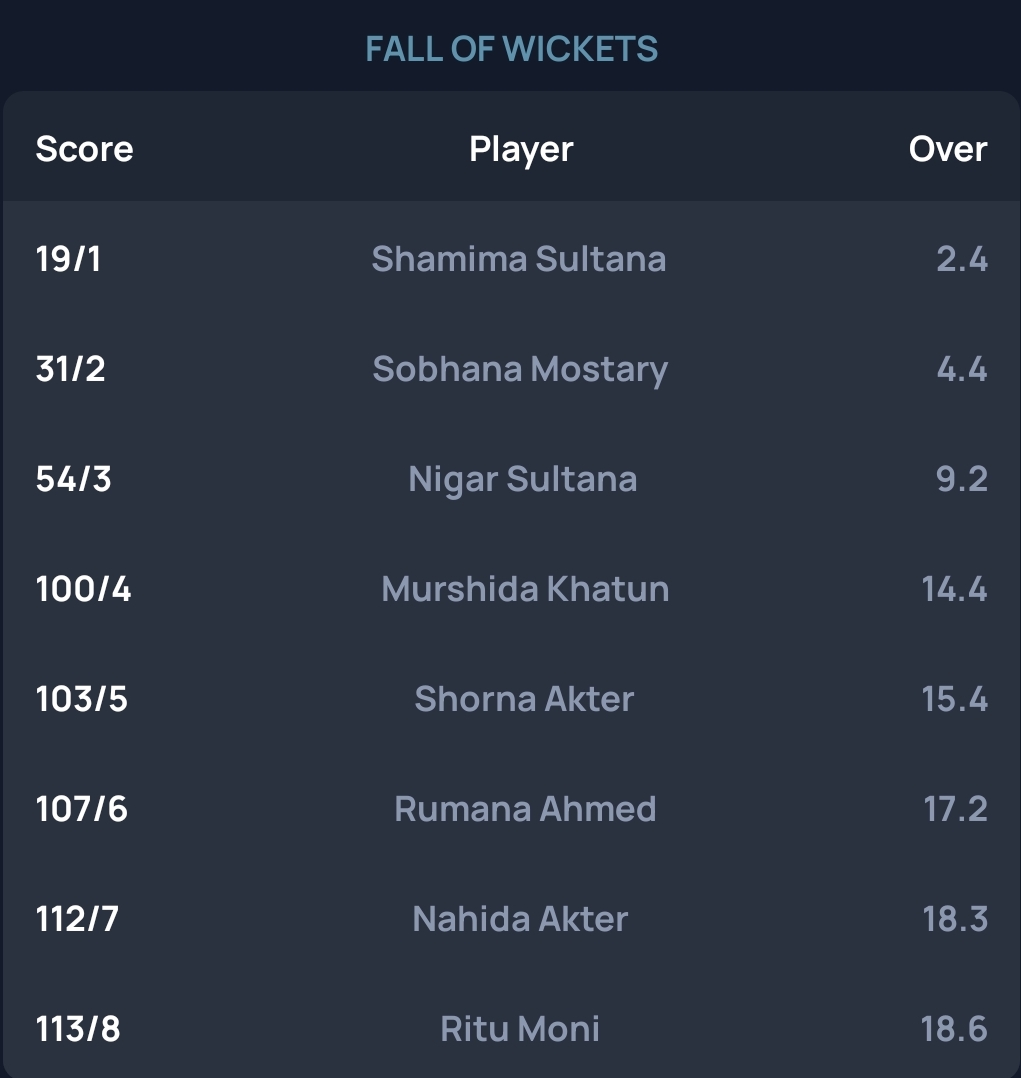 FALL OF WICKETS
Score Player Over
19/1 Shamima Sultana 2.4
31/2 Sobhana Mostary 4.4
54/3 Nigar Sultana 9.2
100/4 Murshida Khatun 14.4
103/5 Shorna Akter 15.4
107/6 Rumana Ahmed 17.2
112/7 Nahida Akter 18.3
113/8 Ritu Moni 18.6